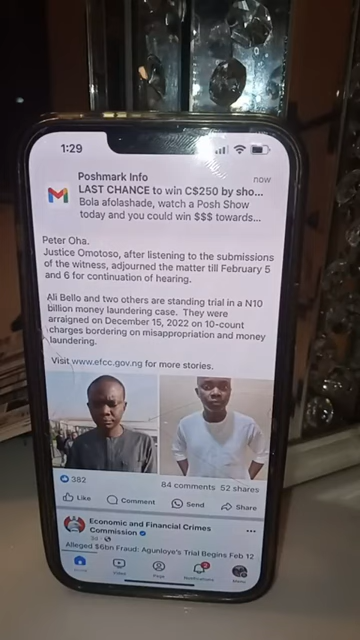 1:29
Poshmark Info
now
LAST CHANCE to win C$250 by sho...
Bola afolashade, watch a Posh Show
today and you could win $$$ towards...
Peter Oha.
Justice Omotoso, after listening to the submissions
of the witness, adjourned the matter till February 5
and 6 for continuation of hearing.
Ali Bello and two others are standing trial in a N10
billion money laundering case. They were
arraigned on December 15, 2022 on 10-count
charges bordering on misappropriation and money
laundering.
Visit www.efcc.gov.ng for more stories.
382
84 comments 52 shares
Like
Comment
Send
Share
Economic and Financial Crimes
Commission
3d
Alleged $6bn Fraud: Agunloye's Trial Begins Feb 12
Home
Video
Page
Notifications
Menu